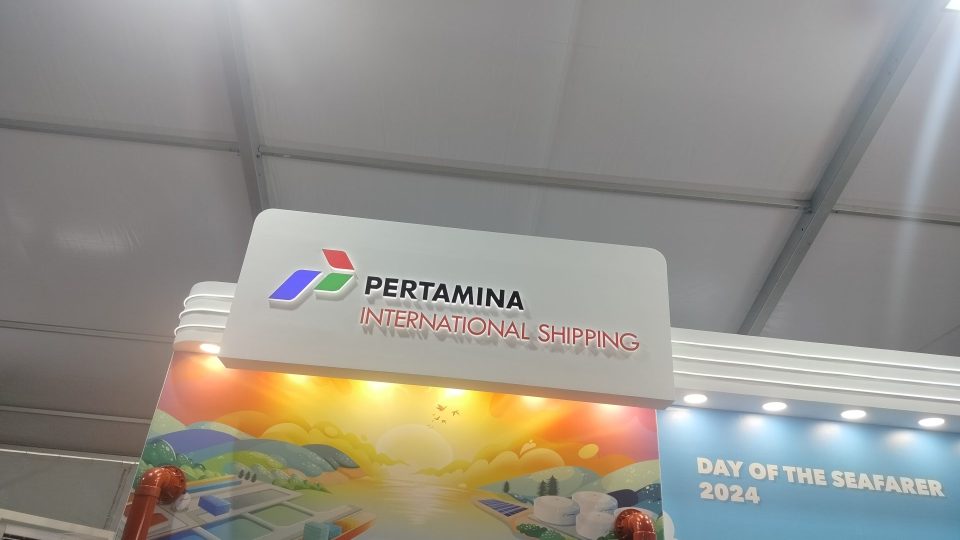 PERTAMINA
INTERNATIONAL SHIPPING
DAY OF THE SEAFARER
2024